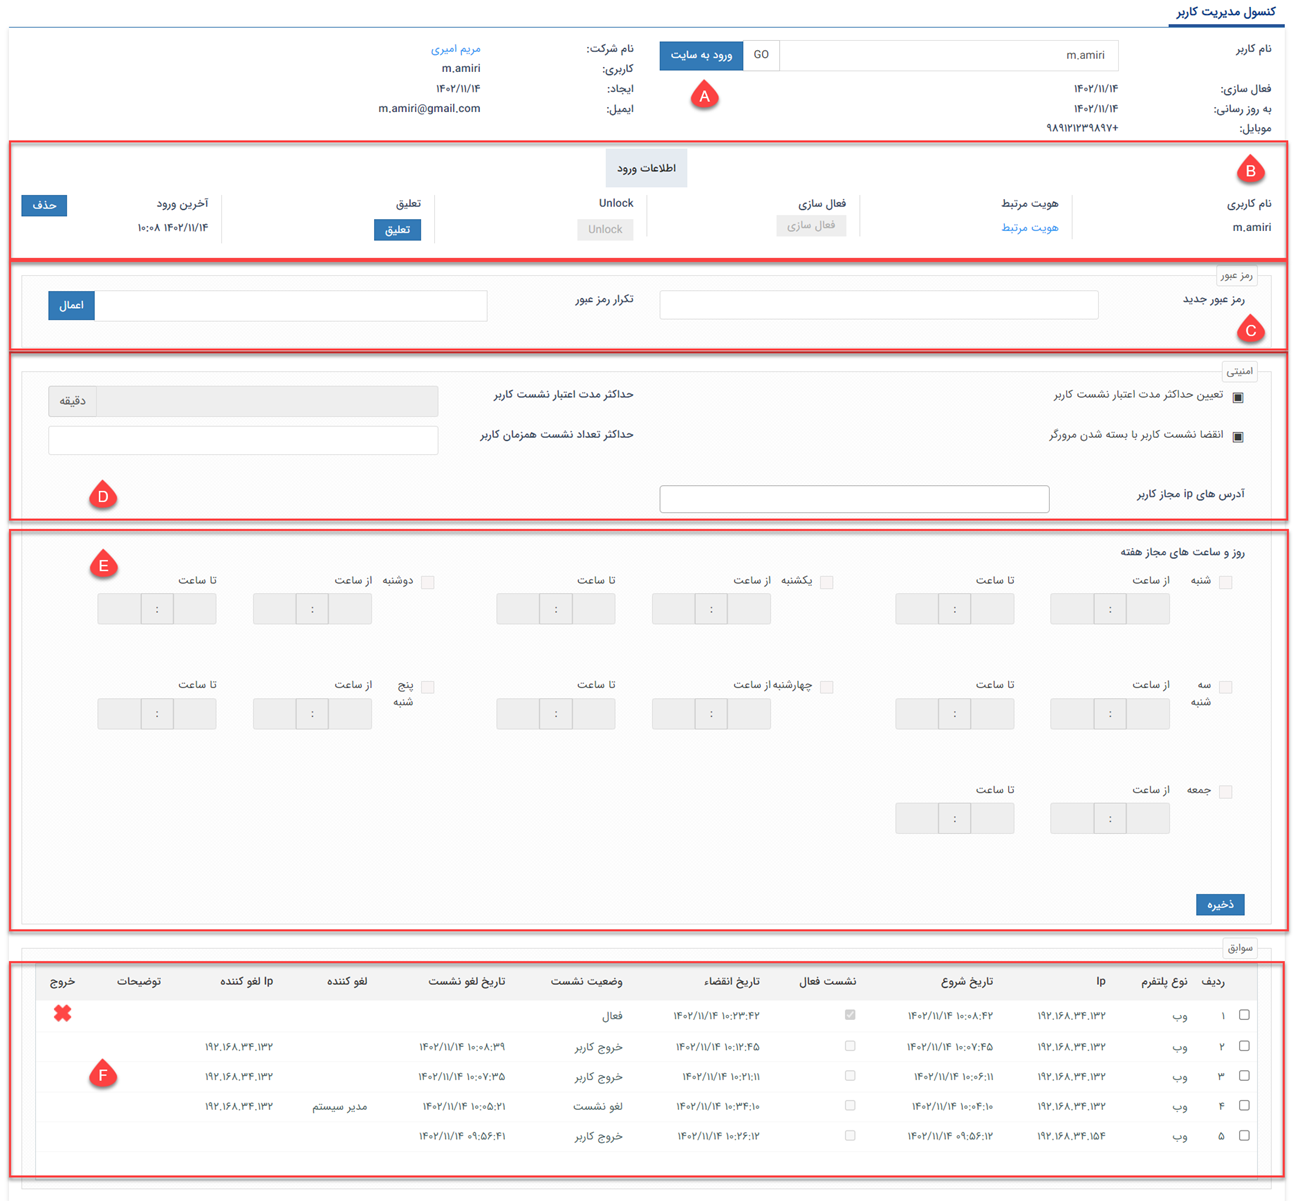 کنسول مدیریت کاربر
نام کاربر
m.amiri
GO
ورود به سایت
A
نام شرکت:
مریم امیری
کاربری:
m.amiri
فعال سازی:
۱۴۰۲/۱۱/۱۴
ایجاد:
۱۴۰۲/۱۱/۱۴
به روز رسانی:
۱۴۰۲/۱۱/۱۴
ایمیل:
m.amiri@gmail.com
موبایل:
+۹۸۹۱۲۱۲۳۹۸۹۷
اطلاعات ورود
B
نام کاربری
هویت مرتبط
فعال سازی
Unlock
تعلیق
آخرین ورود
حذف
m.amiri
هویت مرتبط
فعال سازی
Unlock
تعلیق
۱۴۰۲/۱۱/۱۴ ۱۰:۰۸
رمز عبور
رمز عبور جدید
تکرار رمز عبور
اعمال
C
امنیتی
تعیین حداکثر مدت اعتبار نشست کاربر
حداکثر مدت اعتبار نشست کاربر
دقیقه
انقضا نشست کاربر با بسته شدن مرورگر
حداکثر تعداد نشست همزمان کاربر
آدرس های ip مجاز کاربر
D
روز و ساعت های مجاز هفته
E
شنبه از ساعت تا ساعت
یکشنبه از ساعت تا ساعت
دوشنبه از ساعت تا ساعت
: : : : : :
سه شنبه از ساعت تا ساعت
چهارشنبه از ساعت تا ساعت
پنج شنبه از ساعت تا ساعت
: : : : : :
جمعه از ساعت تا ساعت
: :
ذخیره
سوابق
ردیف نوع پلتفرم Ip تاریخ شروع نشست فعال تاریخ انقضاء وضعیت نشست تاریخ لغو نشست لغو کننده Ip لغو کننده توضیحات خروج
۱ وب ۱۹۲.۱۶۸.۳۴.۱۳۲ ۱۴۰۲/۱۱/۱۴ ۱۰:۰۸:۴۲ ۱۴۰۲/۱۱/۱۴ ۱۰:۲۳:۴۲ فعال
۲ وب ۱۹۲.۱۶۸.۳۴.۱۳۲ ۱۴۰۲/۱۱/۱۴ ۱۰:۰۷:۴۵ ۱۴۰۲/۱۱/۱۴ ۱۰:۱۲:۴۵ خروج کاربر ۱۴۰۲/۱۱/۱۴ ۱۰:۰۸:۳۹ ۱۹۲.۱۶۸.۳۴.۱۳۲
۳ وب ۱۹۲.۱۶۸.۳۴.۱۳۲ ۱۴۰۲/۱۱/۱۴ ۱۰:۰۶:۱۱ ۱۴۰۲/۱۱/۱۴ ۱۰:۲۱:۱۱ خروج کاربر ۱۴۰۲/۱۱/۱۴ ۱۰:۰۷:۳۵ ۱۹۲.۱۶۸.۳۴.۱۳۲
F
۴ وب ۱۹۲.۱۶۸.۳۴.۱۳۲ ۱۴۰۲/۱۱/۱۴ ۱۰:۰۴:۱۰ ۱۴۰۲/۱۱/۱۴ ۱۰:۳۴:۱۰ لغو نشست ۱۴۰۲/۱۱/۱۴ ۱۰:۰۵:۲۱ مدیر سیستم ۱۹۲.۱۶۸.۳۴.۱۳۲
۵ وب ۱۹۲.۱۶۸.۳۴.۱۵۴ ۱۴۰۲/۱۱/۱۴ ۰۹:۵۶:۱۲ ۱۴۰۲/۱۱/۱۴ ۱۰:۲۶:۱۲ خروج کاربر ۱۴۰۲/۱۱/۱۴ ۰۹:۵۶:۴۱